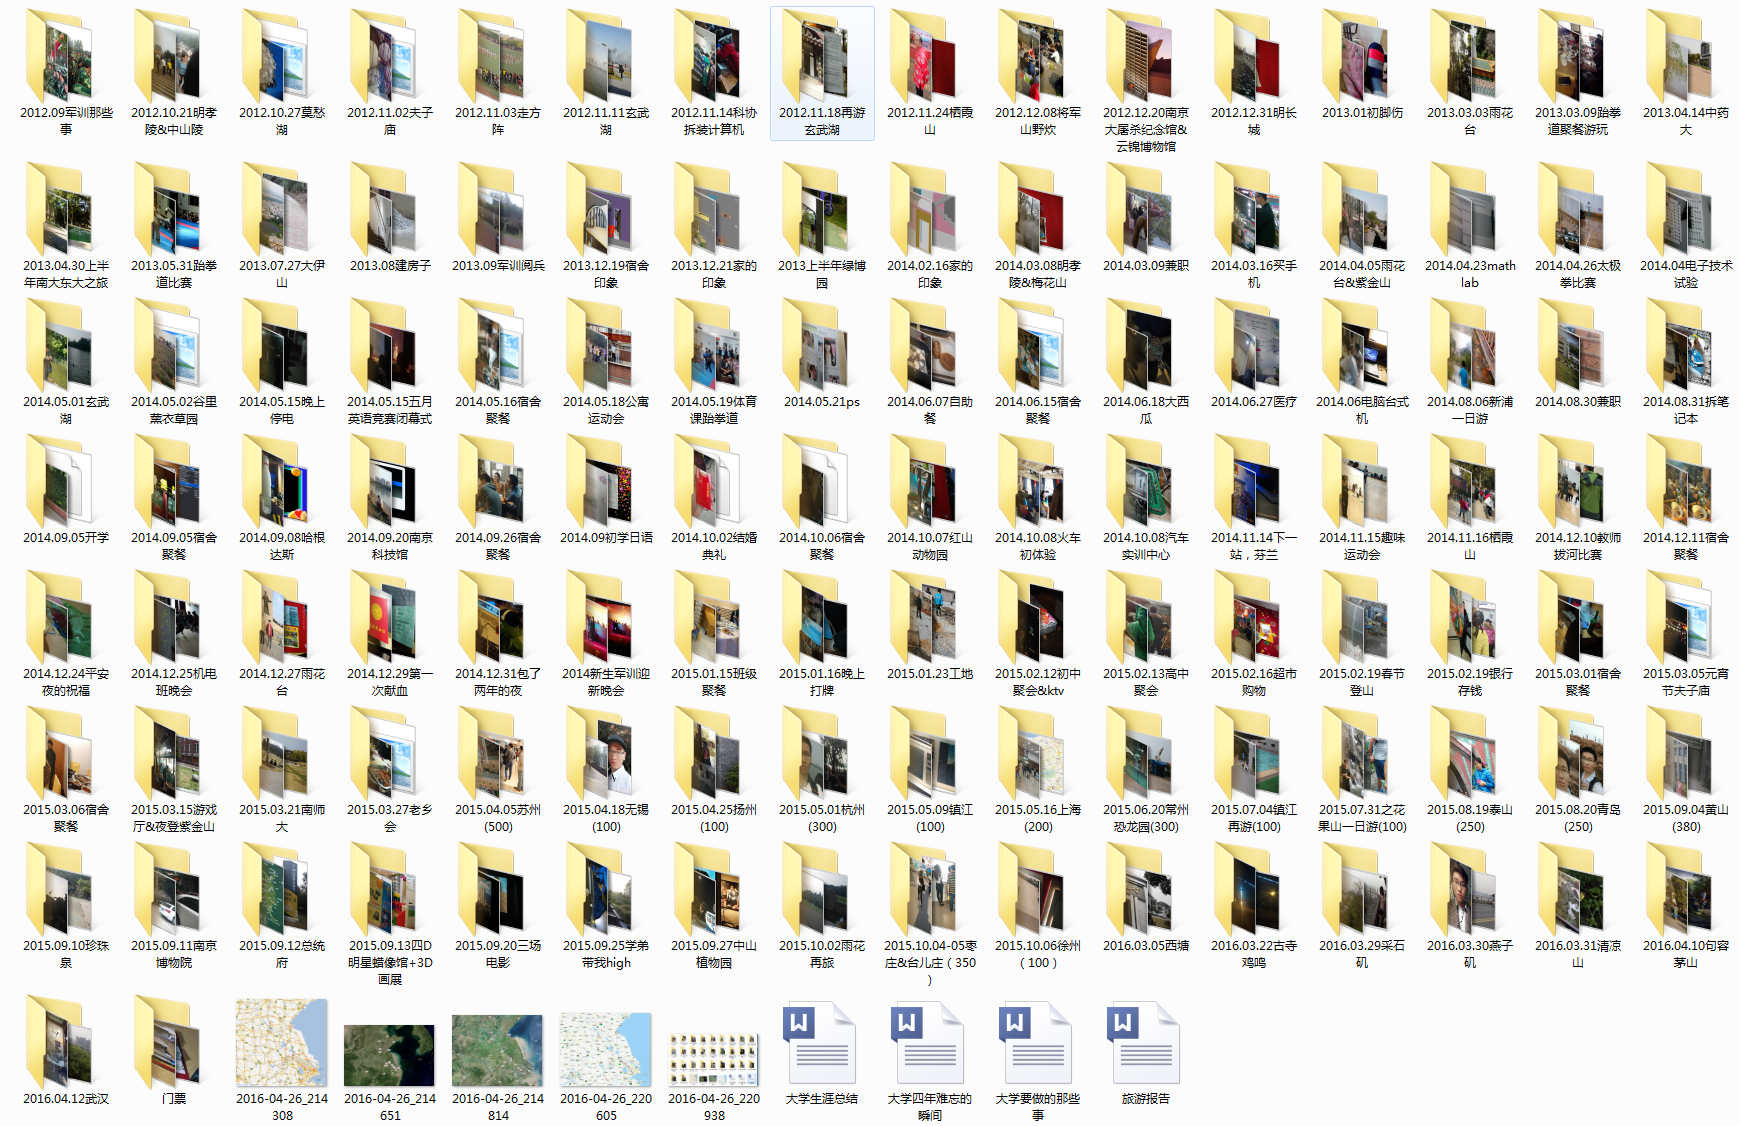 2012.09军训那些
事
2012.10.21明孝
陵&中山陵
2012.10.27莫愁
湖
2012.11.02夫子
庙
2012.11.03走方
阵
2012.11.11玄武
湖
2012.11.14科协
拆装计算机
2012.11.18再游
玄武湖
2012.11.24栖霞
山
2012.12.08将军
山野炊
2012.12.20南京
大屠杀纪念馆&
云锦博物馆
2012.12.31明长
城
2013.01初脚伤
2013.03.03雨花
台
2013.03.09跆拳
道聚餐游玩
2013.04.14中药
大
2013.04.30上半
年南大东大之旅
2013.05.31跆拳
道比赛
2013.07.27大伊
山
2013.08建房子
2013.09军训阅兵
2013.12.19宿舍
印象
2013.12.21家的
印象
2013上半年绿博
园
2014.02.16家的
印象
2014.03.08明孝
陵&梅花山
2014.03.09兼职
2014.03.16买手
机
2014.04.05雨花
台&紫金山
2014.04.23math
lab
2014.04.26太极
拳比赛
2014.04电子技术
试验
2014.05.01玄武
湖
2014.05.02谷里
薰衣草园
2014.05.15晚上
停电
2014.05.15五月
英语竞赛闭幕式
2014.05.16宿舍
聚餐
2014.05.18公寓
运动会
2014.05.19体育
课跆拳道
2014.05.21ps
2014.06.07自助
餐
2014.06.15宿舍
聚餐
2014.06.18大西
瓜
2014.06.27医疗
2014.06电脑台式
机
2014.08.06新浦
一日游
2014.08.30兼职
2014.08.31拆笔
记本
2014.09.05开学
2014.09.05宿舍
聚餐
2014.09.08哈根
达斯
2014.09.20南京
科技馆
2014.09.26宿舍
聚餐
2014.09初学日语
2014.10.02结婚
典礼
2014.10.06宿舍
聚餐
2014.10.07红山
动物园
2014.10.08火车
初体验
2014.10.08汽车
实训中心
2014.11.14下一
站，芬兰
2014.11.15趣味
运动会
2014.11.16栖霞
山
2014.12.10教师
拔河比赛
2014.12.11宿舍
聚餐
2014.12.24平安
夜的祝福
2014.12.25机电
班晚会
2014.12.27雨花
台
2014.12.29第一
次献血
2014.12.31包了
两年的夜
2014新生军训迎
新晚会
2015.01.15班级
聚餐
2015.01.16晚上
打牌
2015.01.23工地
2015.02.12初中
聚会&ktv
2015.02.13高中
聚会
2015.02.16超市
购物
2015.02.19春节
登山
2015.02.19银行
存钱
2015.03.01宿舍
聚餐
2015.03.05元宵
节夫子庙
2015.03.06宿舍
聚餐
2015.03.15游戏
厅&夜登紫金山
2015.03.21南师
大
2015.03.27老乡
会
2015.04.05苏州
(500)
2015.04.18无锡
(100)
2015.04.25扬州
(100)
2015.05.01杭州
(300)
2015.05.09镇江
(100)
2015.05.16上海
(200)
2015.06.20常州
恐龙园(300)
2015.07.04镇江
再游(100)
2015.07.31之花
果山一日游(100)
2015.08.19泰山
(250)
2015.08.20青岛
(250)
2015.09.04黄山
(380)
2015.09.10珍珠
泉
2015.09.11南京
博物院
2015.09.12总统
府
2015.09.13四D
明星蜡像馆+3D
画展
2015.09.20三场
电影
2015.09.25学弟
带我high
2015.09.27中山
植物园
2015.10.02雨花
再旅
2015.10.04-05枣
庄&台儿庄（350
）
2015.10.06徐州
（100）
2016.03.05西塘
2016.03.22古寺
鸡鸣
2016.03.29采石
矶
2016.03.30燕子
矶
2016.03.31清凉
山
2016.04.10句容
茅山
2016.04.12武汉
门票
2016-04-26_214
308
2016-04-26_214
651
2016-04-26_214
814
2016-04-26_220
605
2016-04-26_220
938
W
大学生涯总结
W
大学四年难忘的
瞬间
W
大学要做的那些
事
W
旅游报告